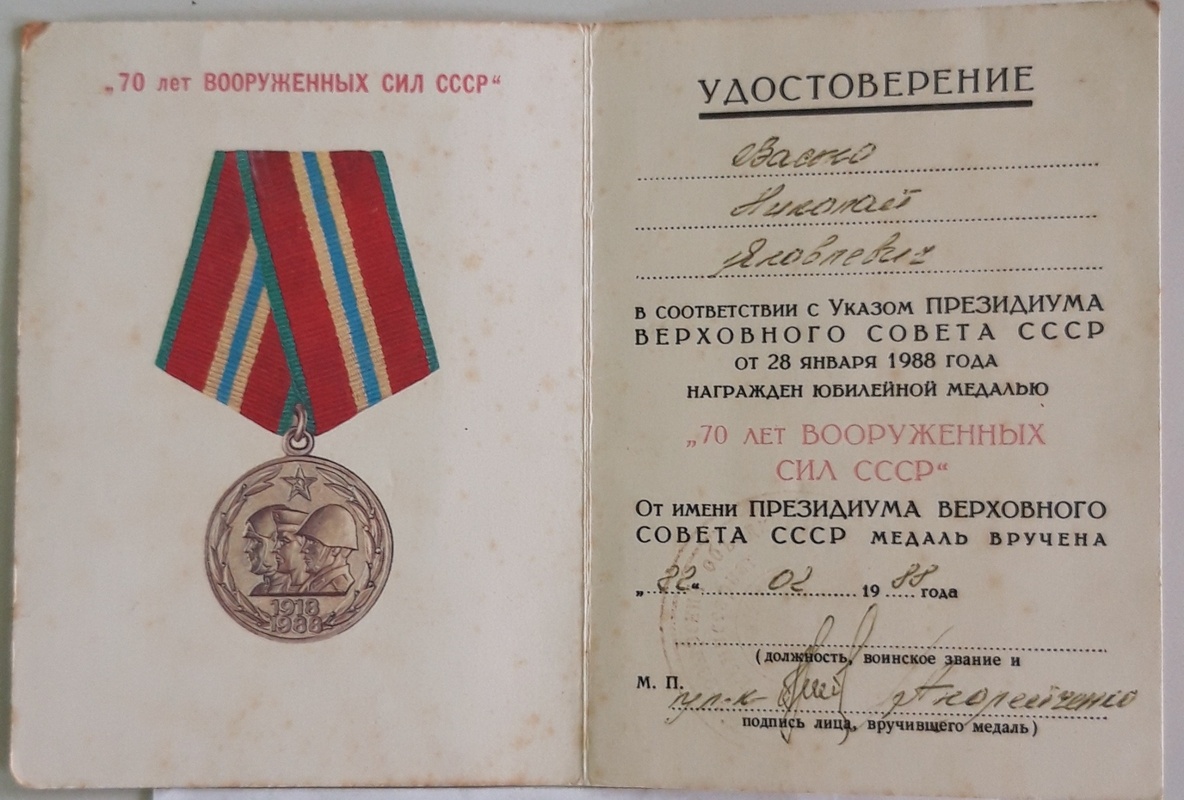 „70 лет ВООРУЖЕННЫХ СИЛ СССР“
1918
1988
УДОСТОВЕРЕНИЕ
Васько
Николай
Яковлевич
В СООТВЕТСТВИИ С УКАЗОМ ПРЕЗИДИУМА
ВЕРХОВНОГО СОВЕТА СССР
ОТ 28 ЯНВАРЯ 1988 ГОДА
НАГРАЖДЕН ЮБИЛЕЙНОЙ МЕДАЛЬЮ
„70 ЛЕТ ВООРУЖЕННЫХ
СИЛ СССР“
ОТ ИМЕНИ ПРЕЗИДИУМА ВЕРХОВНОГО
СОВЕТА СССР МЕДАЛЬ ВРУЧЕНА
„22“ 02 1988 года
(должность, воинское звание и
М. П.
п/п-к Андрейченко
подпись лица, вручившего медаль)